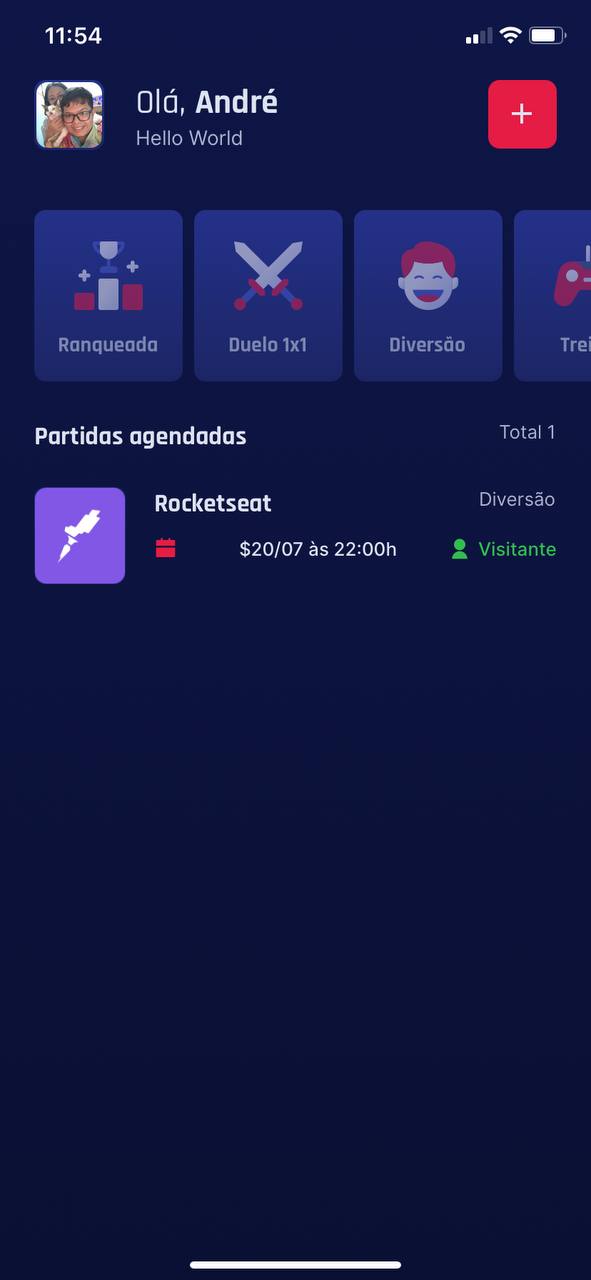 11:54
Olá, André
Hello World
Ranqueada
Duelo 1x1
Diversão
Trei
Partidas agendadas
Total 1
Rocketseat
Diversão
$20/07 às 22:00h
Visitante